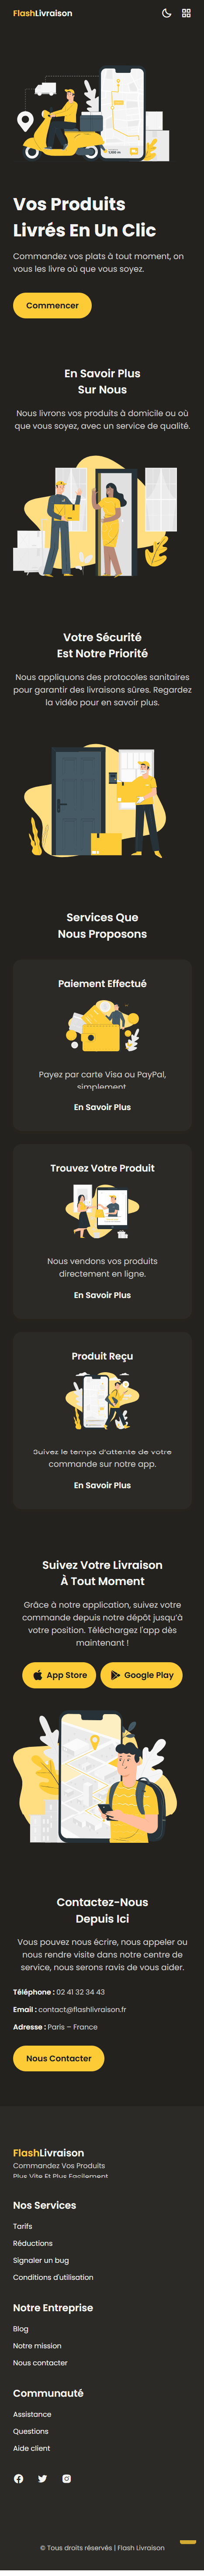 FlashLivraison
Vos Produits
Livrés En Un Clic
Commandez vos plats à tout moment, on
vous les livre où que vous soyez.
Commencer
En Savoir Plus
Sur Nous
Nous livrons vos produits à domicile ou où
que vous soyez, avec un service de qualité.
Votre Sécurité
Est Notre Priorité
Nous appliquons des protocoles sanitaires
pour garantir des livraisons sûres. Regardez
la vidéo pour en savoir plus.
Services Que
Nous Proposons
Paiement Effectué
Payez par carte Visa ou PayPal,
simplement
En Savoir Plus
Trouvez Votre Produit
Nous vendons vos produits
directement en ligne.
En Savoir Plus
Produit Reçu
Suivez le temps d'attente de votre
commande sur notre app.
En Savoir Plus
Suivez Votre Livraison
À Tout Moment
Grâce à notre application, suivez votre
commande depuis notre dépôt jusqu'à
votre position. Téléchargez l'app dès
maintenant !
App Store
Google Play
Contactez-Nous
Depuis Ici
Vous pouvez nous écrire, nous appeler ou
nous rendre visite dans notre centre de
service, nous serons ravis de vous aider.
Téléphone : 02 41 32 34 43
Email : contact@flashlivraison.fr
Adresse : Paris – France
Nous Contacter
FlashLivraison
Commandez Vos Produits
Plus Vite Et Plus Facilement
Nos Services
Tarifs
Réductions
Signaler un bug
Conditions d'utilisation
Notre Entreprise
Blog
Notre mission
Nous contacter
Communauté
Assistance
Questions
Aide client
© Tous droits réservés | Flash Livraison